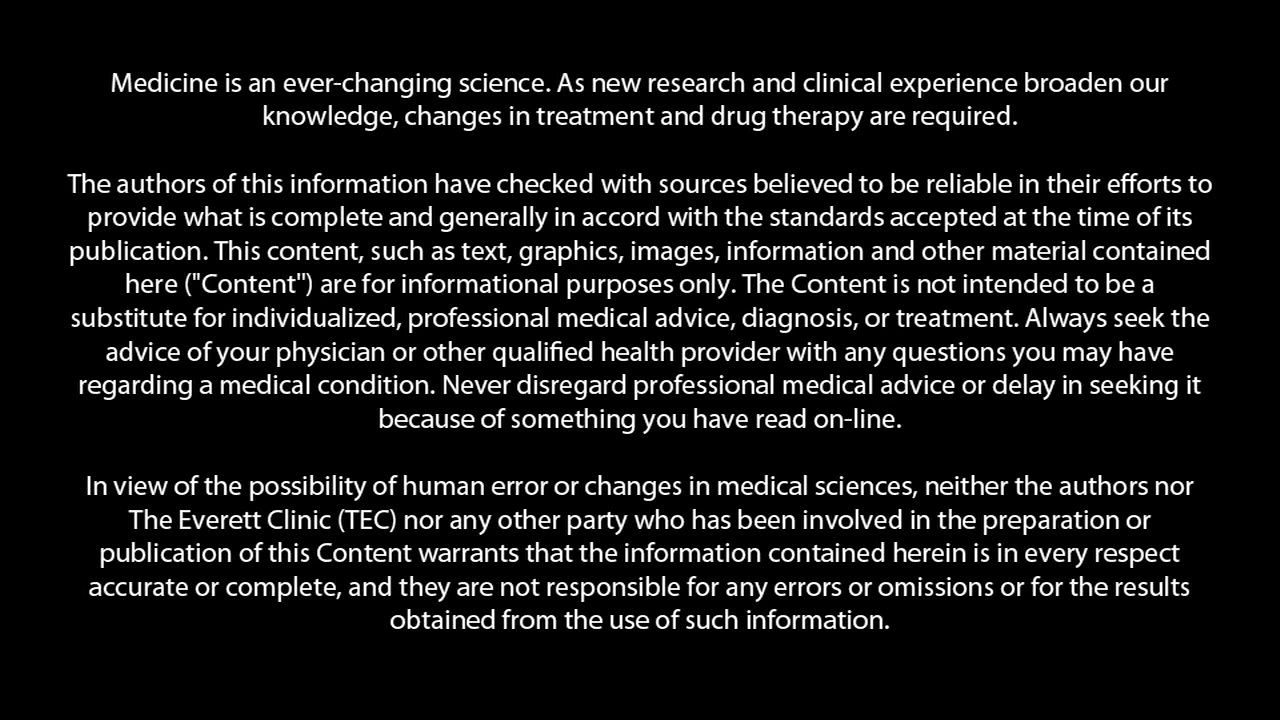 Medicine is an ever-changing science. As new research and clinical experience broaden our
knowledge, changes in treatment and drug therapy are required.
The authors of this information have checked with sources believed to be reliable in their efforts to
provide what is complete and generally in accord with the standards accepted at the time of its
publication. This content, such as text, graphics, images, information and other material contained
here ("Content") are for informational purposes only. The Content is not intended to be a
substitute for individualized, professional medical advice, diagnosis, or treatment. Always seek the
advice of your physician or other qualified health provider with any questions you may have
regarding a medical condition. Never disregard professional medical advice or delay in seeking it
because of something you have read on-line.
In view of the possibility of human error or changes in medical sciences, neither the authors nor
The Everett Clinic (TEC) nor any other party who has been involved in the preparation or
publication of this Content warrants that the information contained herein is in every respect
accurate or complete, and they are not responsible for any errors or omissions or for the results
obtained from the use of such information.